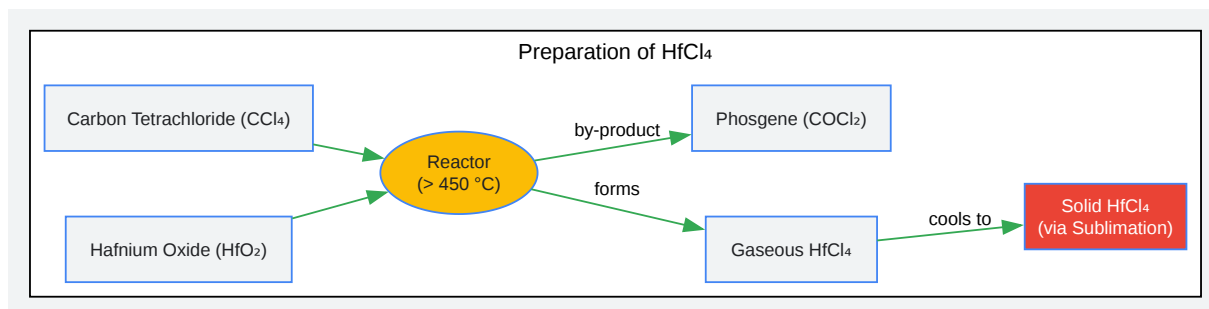 Preparation of HfCl₄
Carbon Tetrachloride (CCl₄)
Hafnium Oxide (HfO₂)
Reactor
(> 450 °C)
by-product
forms
Phosgene (COCl₂)
Gaseous HfCl₄
cools to
Solid HfCl₄
(via Sublimation)